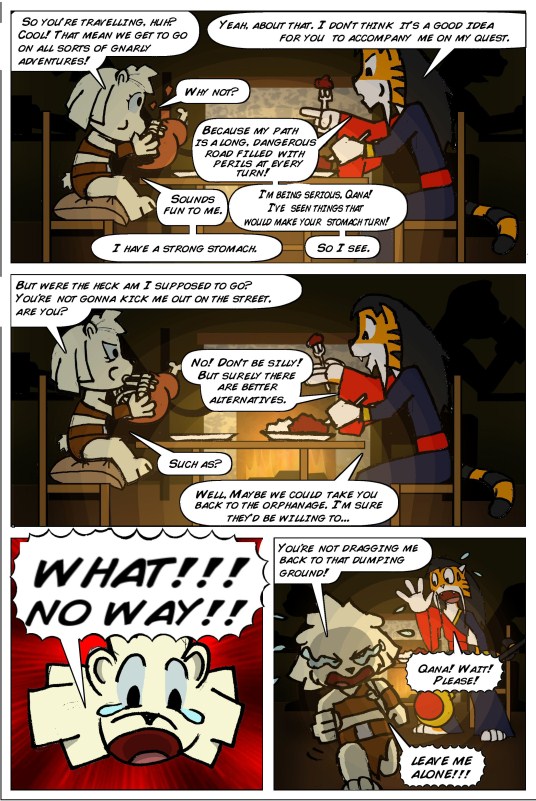 SO YOU'RE TRAVELLING, HUH?
COOL! THAT MEAN WE GET TO GO
ON ALL SORTS OF GNARLY
ADVENTURES!
YEAH, ABOUT THAT. I DON'T THINK IT'S A GOOD IDEA
FOR YOU TO ACCOMPANY ME ON MY QUEST.
WHY NOT?
BECAUSE MY PATH
IS A LONG, DANGEROUS
ROAD FILLED WITH
PERILS AT EVERY
TURN!
SOUNDS
FUN TO ME.
I'M BEING SERIOUS, QANA!
I'VE SEEN THINGS THAT
WOULD MAKE YOUR STOMACH TURN!
I HAVE A STRONG STOMACH.
SO I SEE.
BUT WERE THE HECK AM I SUPPOSED TO GO?
YOU'RE NOT GONNA KICK ME OUT ON THE STREET,
ARE YOU?
NO! DON'T BE SILLY!
BUT SURELY THERE
ARE BETTER
ALTERNATIVES.
SUCH AS?
WELL, MAYBE WE COULD TAKE YOU
BACK TO THE ORPHANAGE. I'M SURE
THEY'D BE WILLING TO...
WHAT!!!
NO WAY!!
YOU'RE NOT DRAGGING ME
BACK TO THAT DUMPING
GROUND!
QANA! WAIT!
PLEASE!
LEAVE ME
ALONE!!!